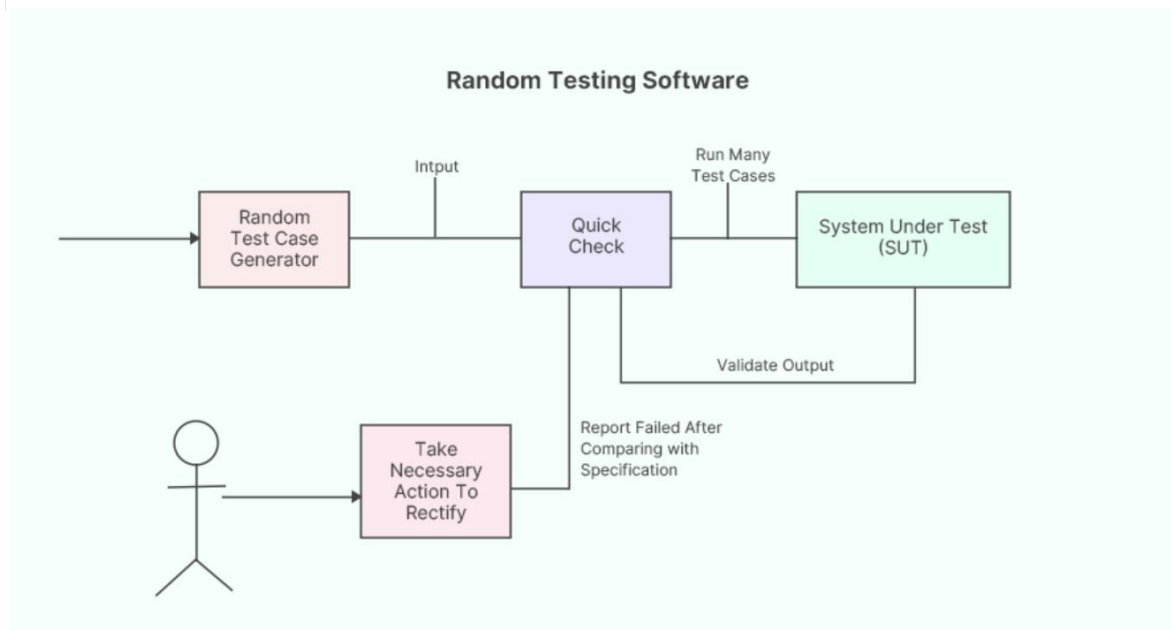 Random Testing Software
Intput
Run Many
Test Cases
Random
Test Case
Generator
Quick
Check
System Under Test
(SUT)
Validate Output
Report Failed After
Comparing with
Specification
Take
Necessary
Action To
Rectify